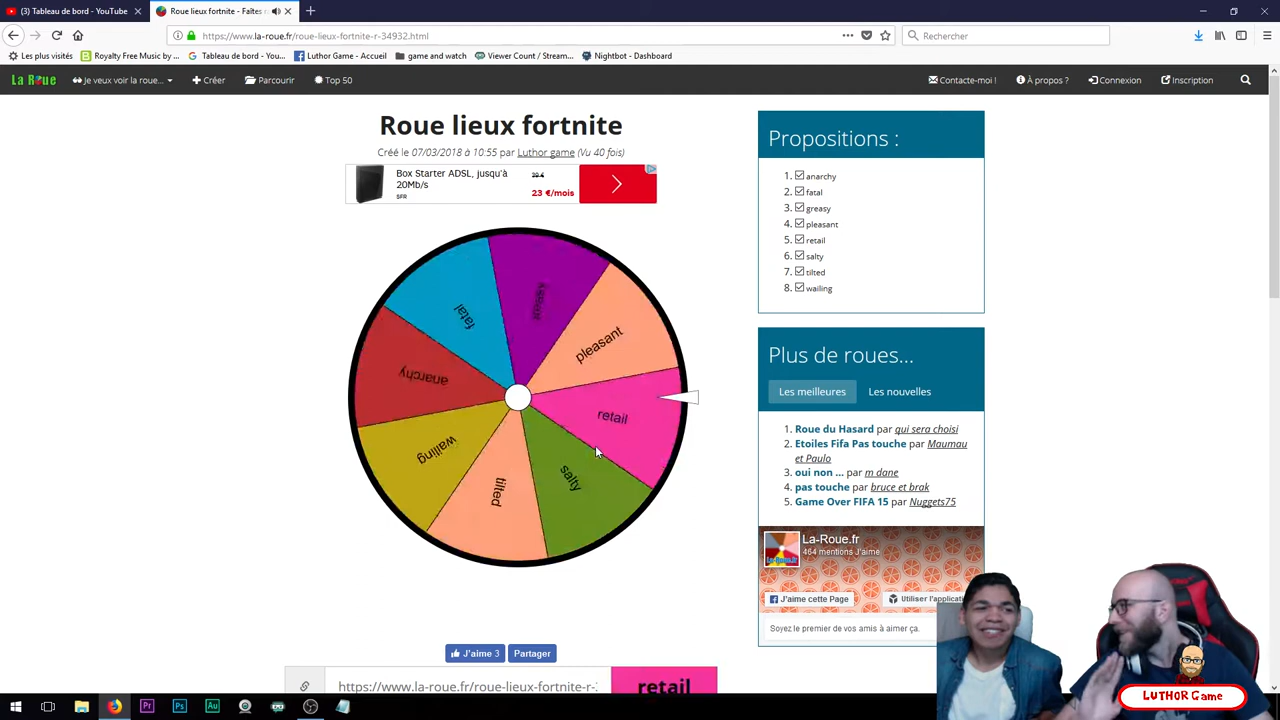 (3) Tableau de bord - YouTube
Roue lieux fortnite - Faîtes r
https://www.la-roue.fr/roue-lieux-fortnite-r-34932.html
Rechercher
Les plus visités
Royalty Free Music by ...
Tableau de bord - You...
Luthor Game - Accueil
game and watch
Viewer Count / Stream...
Nightbot - Dashboard
La Roue
Je veux voir la roue...
Créer
Parcourir
Top 50
Contacte-moi !
À propos ?
Connexion
Inscription
Roue lieux fortnite
Créé le 07/03/2018 à 10:55 par Luthor game (Vu 40 fois)
Box Starter ADSL, jusqu'à
20Mb/s
SFR
39 €
23 €/mois
fatal
greasy
pleasant
anarchy
retail
wailing
salty
tilted
J'aime 3
Partager
https://www.la-roue.fr/roue-lieux-fortnite-r-:
retail
Propositions :
1. anarchy
2. fatal
3. greasy
4. pleasant
5. retail
6. salty
7. tilted
8. wailing
Plus de roues...
Les meilleures
Les nouvelles
1. Roue du Hasard par qui sera choisi
2. Etoiles Fifa Pas touche par Maumau
et Paulo
3. oui non ... par m dane
4. pas touche par bruce et brak
5. Game Over FIFA 15 par Nuggets75
La-Roue.fr
464 mentions J'aime
J'aime cette Page
Utiliser l'applicati
Soyez le premier de vos amis à aimer ça.
LUTHOR Game
Pr
Ps
Au